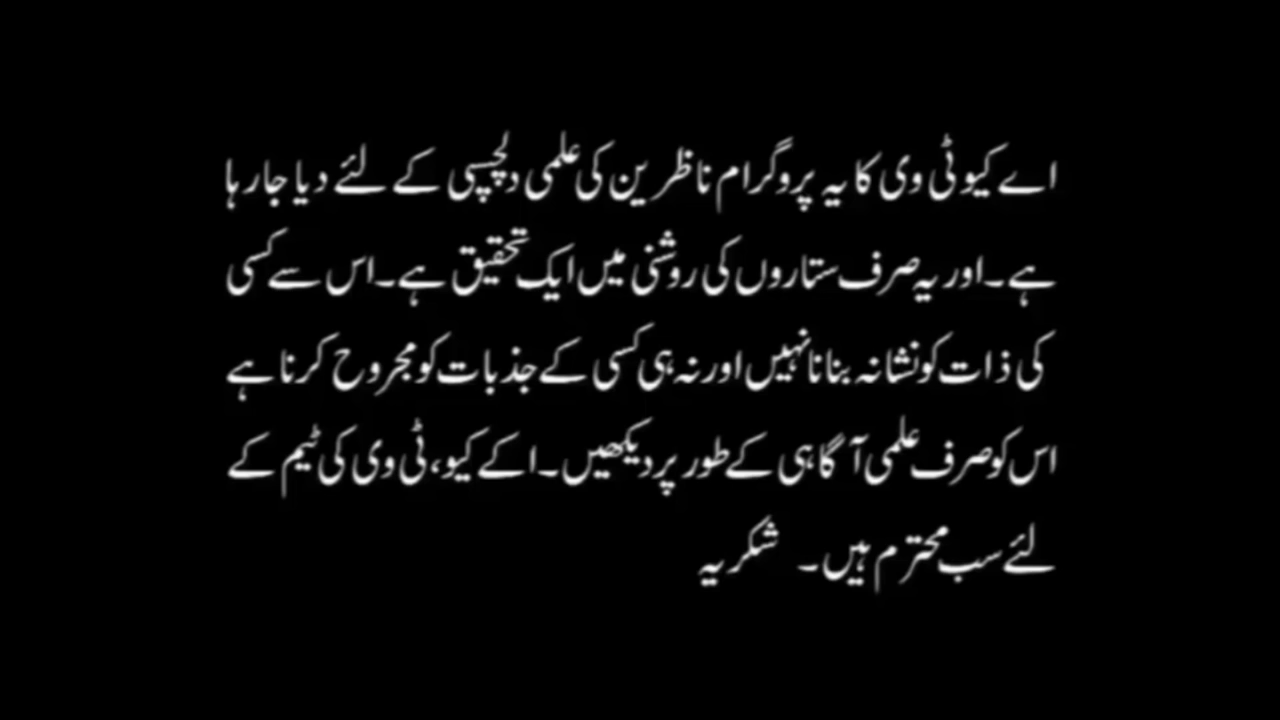 اے کیو ٹی وی کا یہ پروگرام ناظرین کی علمی دلچسپی کے لئے دیا جارہا
ہے۔اور یہ صرف ستاروں کی روشنی میں ایک تحقیق ہے۔اس سے کسی
کی ذات کو نشانہ بنانا نہیں اور نہ ہی کسی کے جذبات کو مجروح کرنا ہے
اس کو صرف علمی آگاہی کے طور پر دیکھیں۔اکے کیو،ٹی وی کی ٹیم کے
لئے سب محترم ہیں۔ شکریہ